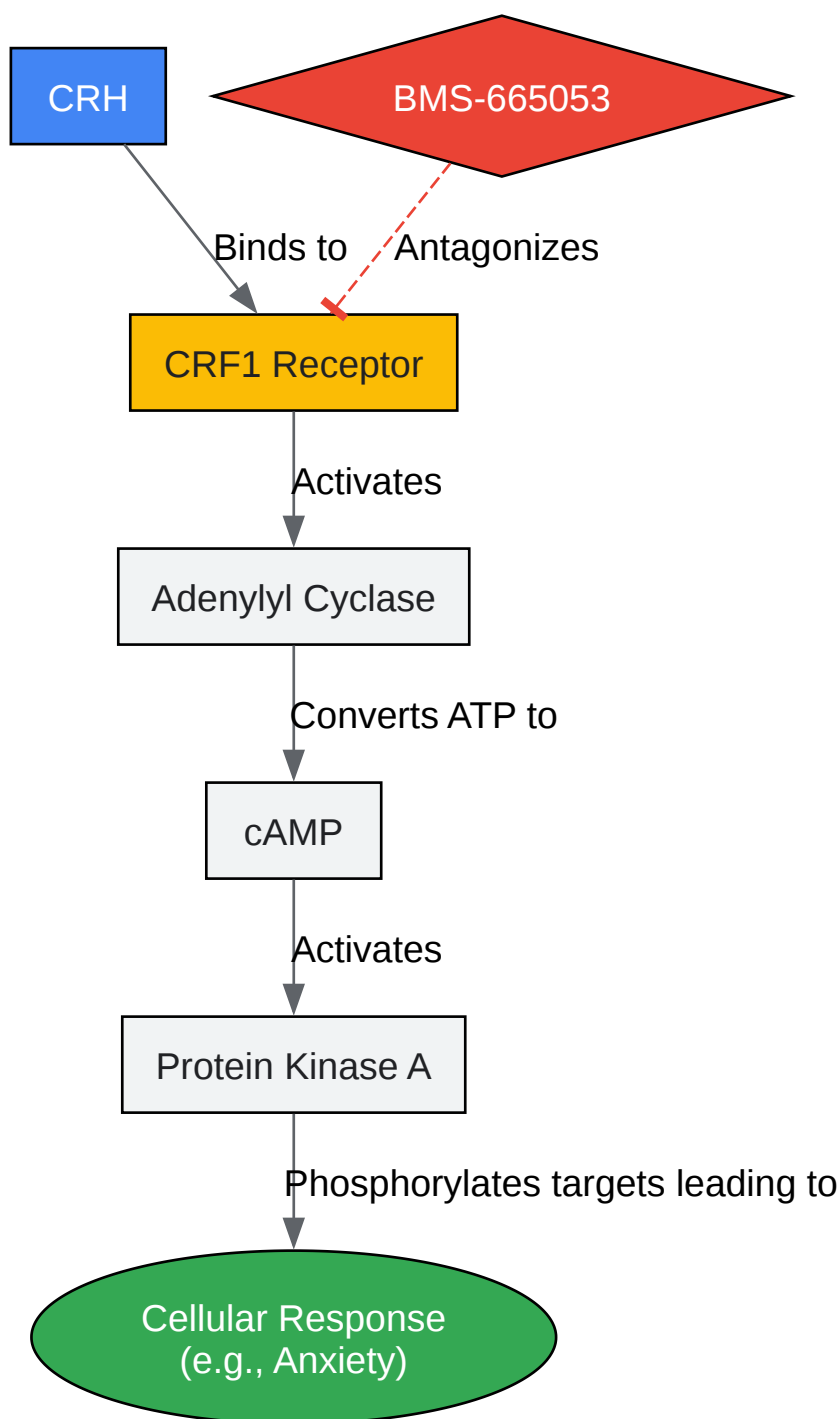 CRH
BMS-665053
Binds to
Antagonizes
CRF1 Receptor
Activates
Adenylyl Cyclase
Converts ATP to
cAMP
Activates
Protein Kinase A
Phosphorylates targets leading to
Cellular Response
(e.g., Anxiety)